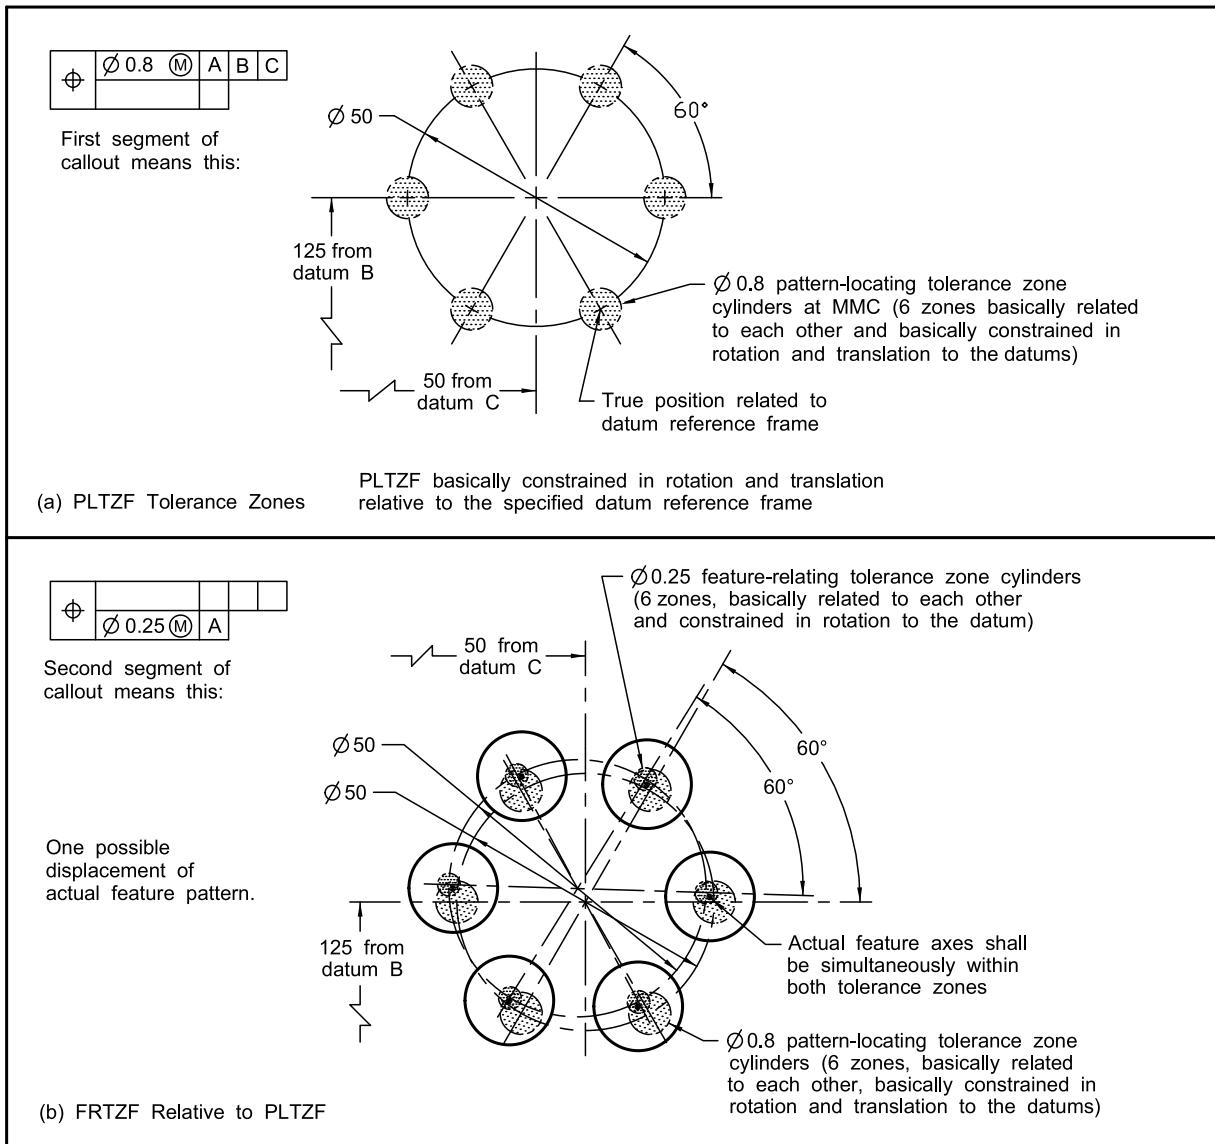 ⌖ ∅ 0.8 Ⓜ A B C
First segment of
callout means this:
∅ 50
60°
125 from
datum B
50 from
datum C
∅ 0.8 pattern-locating tolerance zone
cylinders at MMC (6 zones basically related
to each other and basically constrained in
rotation and translation to the datums)
True position related to
datum reference frame
PLTZF basically constrained in rotation and translation
relative to the specified datum reference frame
(a) PLTZF Tolerance Zones
⌖ ∅ 0.25 Ⓜ A
Second segment of
callout means this:
∅ 0.25 feature-relating tolerance zone cylinders
(6 zones, basically related to each other
and constrained in rotation to the datum)
50 from
datum C
∅ 50
∅ 50
60°
60°
One possible
displacement of
actual feature pattern.
125 from
datum B
Actual feature axes shall
be simultaneously within
both tolerance zones
∅ 0.8 pattern-locating tolerance zone
cylinders (6 zones, basically related
to each other, basically constrained in
rotation and translation to the datums)
(b) FRTZF Relative to PLTZF